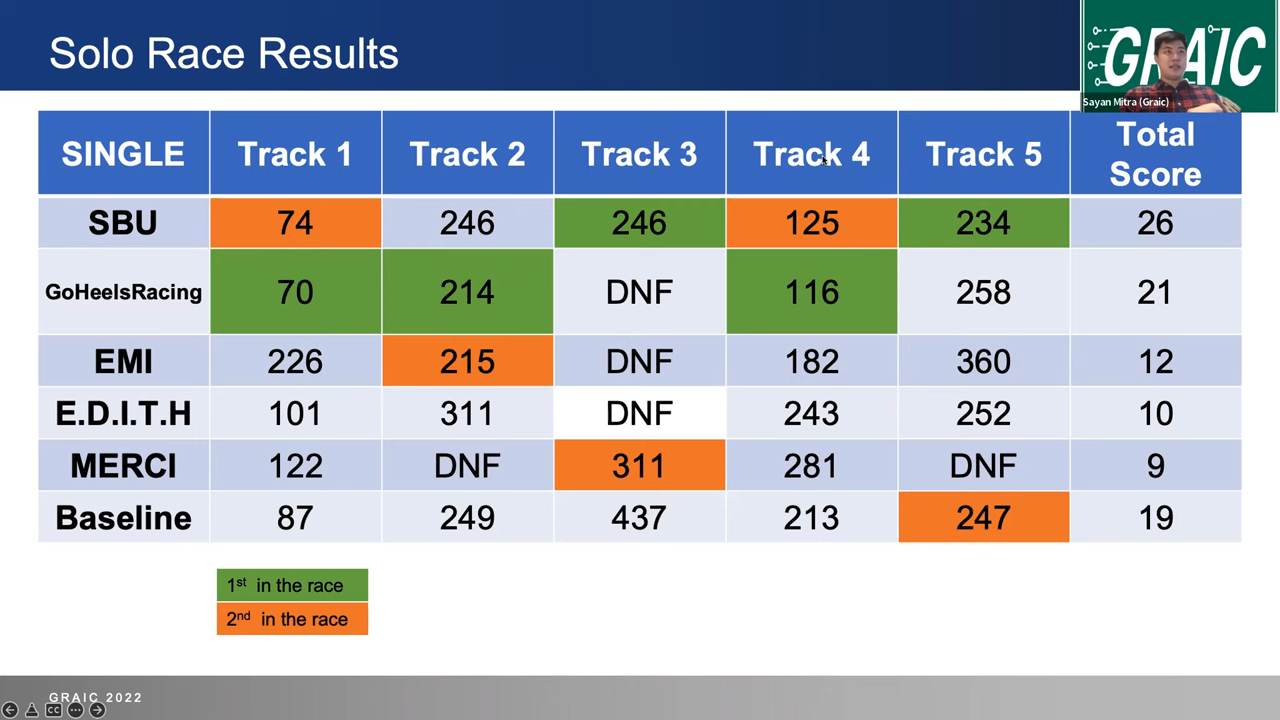 Solo Race Results
GRAIC
Sayan Mitra (Graic)
SINGLE Track 1 Track 2 Track 3 Track 4 Track 5 Total Score
SBU 74 246 246 125 234 26
GoHeelsRacing 70 214 DNF 116 258 21
EMI 226 215 DNF 182 360 12
E.D.I.T.H 101 311 DNF 243 252 10
MERCI 122 DNF 311 281 DNF 9
Baseline 87 249 437 213 247 19
1st in the race
2nd in the race
GRAIC 2022
CC